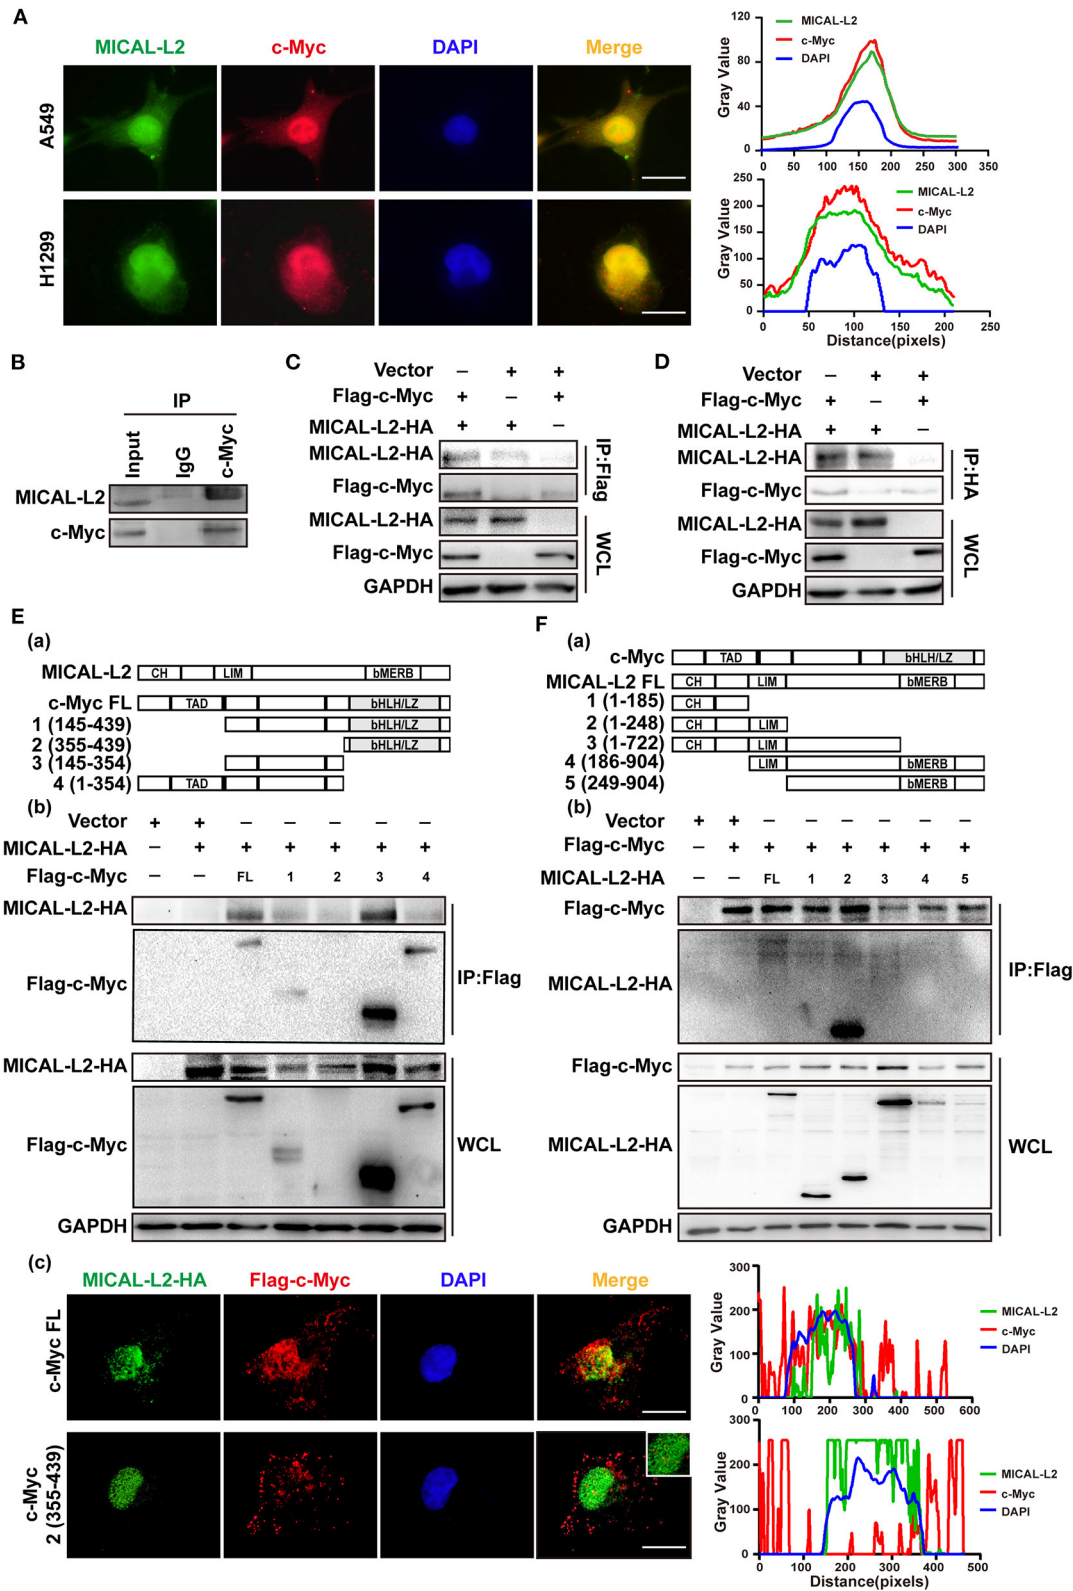 A
MICAL-L2 c-Myc DAPI Merge
A549
H1299
120
80
40
0
Gray Value
MICAL-L2
c-Myc
DAPI
0 50 100 150 200 250 300 350
250
200
150
100
50
0
Gray Value
MICAL-L2
c-Myc
DAPI
0 50 100 150 200 250
Distance(pixels)
B
IP
Input IgG c-Myc
MICAL-L2
c-Myc
C
Vector – + +
Flag-c-Myc + – +
MICAL-L2-HA + + –
MICAL-L2-HA
Flag-c-Myc
IP:Flag
MICAL-L2-HA
Flag-c-Myc
GAPDH
WCL
D
Vector – + +
Flag-c-Myc + – +
MICAL-L2-HA + + –
MICAL-L2-HA
Flag-c-Myc
IP:HA
MICAL-L2-HA
Flag-c-Myc
GAPDH
WCL
E
(a)
MICAL-L2 CH LIM bMERB
c-Myc FL TAD bHLH/LZ
1 (145-439) bHLH/LZ
2 (355-439) bHLH/LZ
3 (145-354)
4 (1-354) TAD
(b)
Vector + + – – – – –
MICAL-L2-HA – + + + + + +
Flag-c-Myc – – FL 1 2 3 4
MICAL-L2-HA
Flag-c-Myc
IP:Flag
MICAL-L2-HA
Flag-c-Myc
GAPDH
WCL
F
(a)
c-Myc TAD bHLH/LZ
MICAL-L2 FL CH LIM bMERB
1 (1-185) CH
2 (1-248) CH LIM
3 (1-722) CH LIM
4 (186-904) LIM bMERB
5 (249-904) bMERB
(b)
Vector + + – – – – – –
Flag-c-Myc – + + + + + + +
MICAL-L2-HA – – FL 1 2 3 4 5
Flag-c-Myc
MICAL-L2-HA
IP:Flag
Flag-c-Myc
MICAL-L2-HA
GAPDH
WCL
(c)
MICAL-L2-HA Flag-c-Myc DAPI Merge
c-Myc FL
c-Myc
2 (355-439)
300
200
100
0
Gray Value
MICAL-L2
c-Myc
DAPI
0 100 200 300 400 500 600
300
200
100
0
Gray Value
MICAL-L2
c-Myc
DAPI
0 100 200 300 400 500
Distance(pixels)